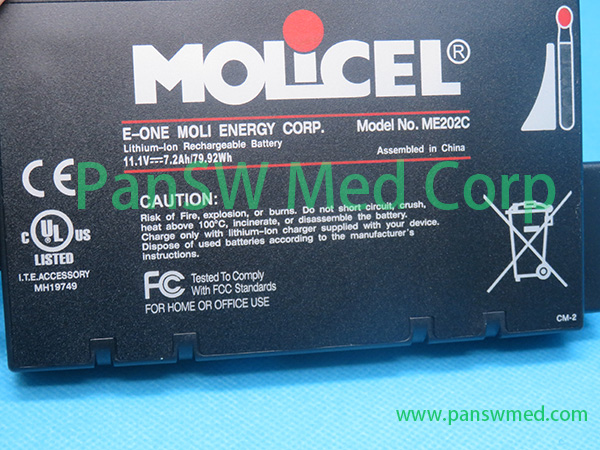 MOLiCEL®
E-ONE MOLI ENERGY CORP. Model No. ME202C
Lithium-Ion Rechargeable Battery
11.1V⎓7.2Ah/79.92Wh Assembled in China
PanSW Med Corp
CE
CAUTION:
Risk of Fire, explosion, or burns. Do not short circuit, crush,
heat above 100°C, incinerate, or disassemble the battery.
Charge only with lithium-ion charger supplied with your device.
Dispose of used batteries according to the manufacturer's
instructions.
C UL US
LISTED
I.T.E.ACCESSORY
MH19749
FC Tested To Comply
With FCC Standards
FOR HOME OR OFFICE USE
CM-2
www.panswmed.com